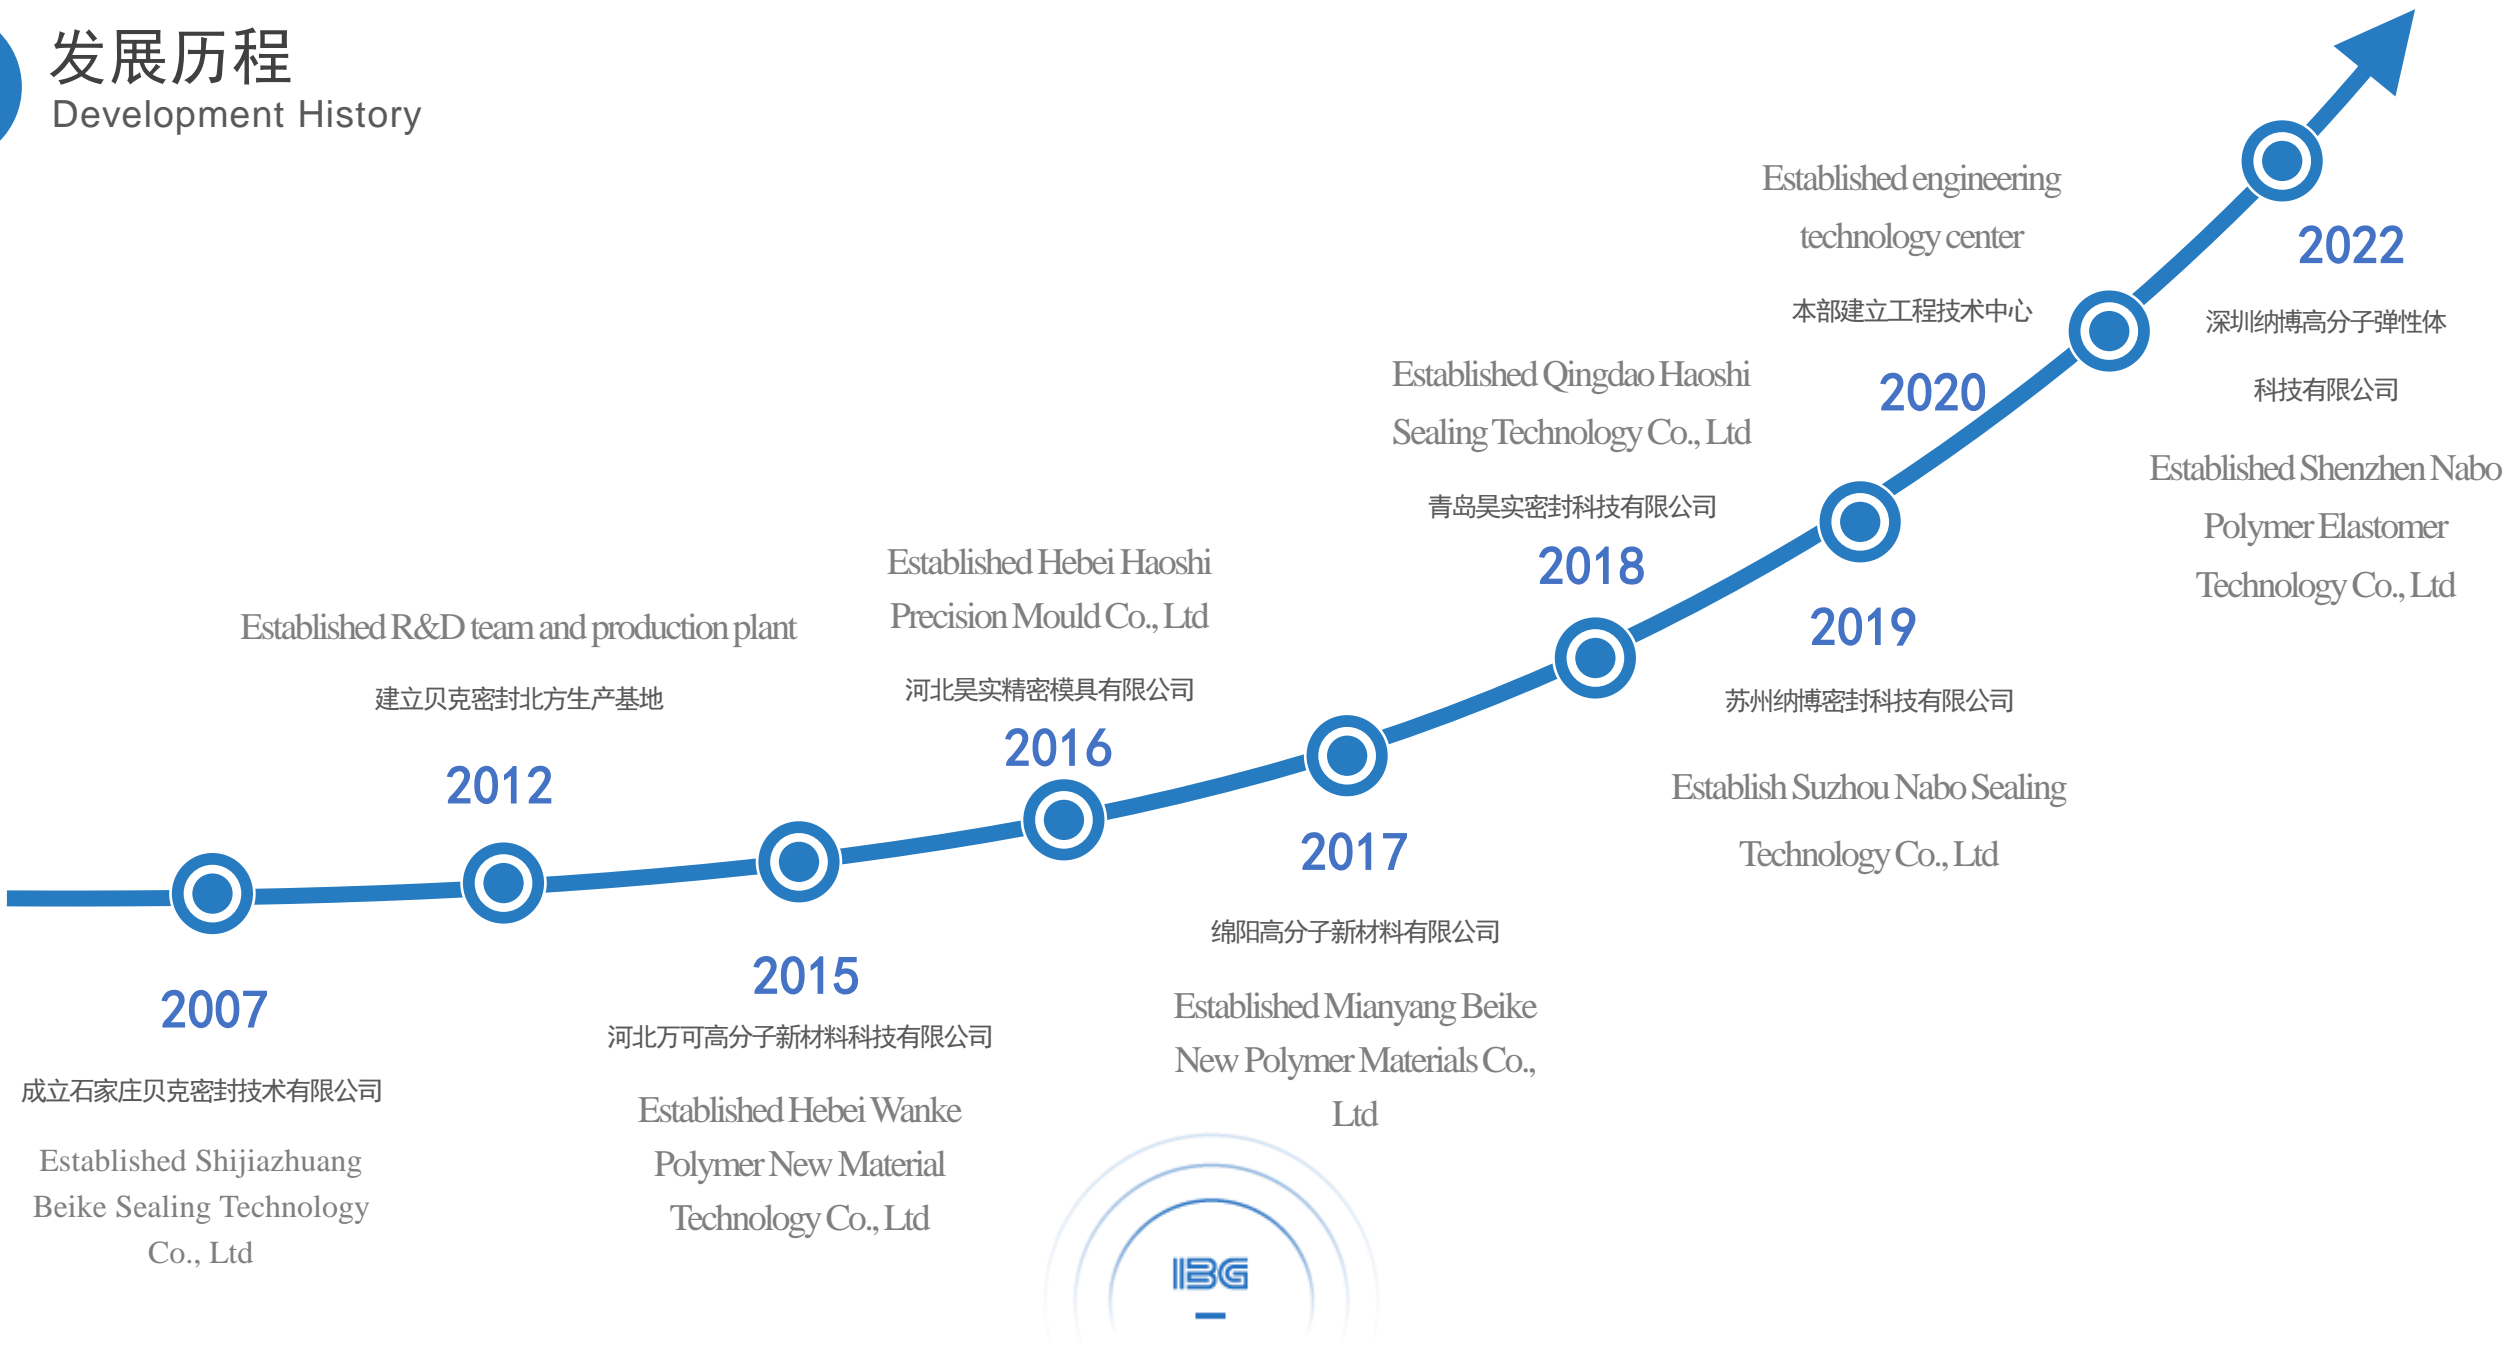 发展历程
Development History
2007
成立石家庄贝克密封技术有限公司
Established Shijiazhuang
Beike Sealing Technology
Co., Ltd
Established R&D team and production plant
建立贝克密封北方生产基地
2012
2015
河北万可高分子新材料科技有限公司
Established Hebei Wanke
Polymer New Material
Technology Co., Ltd
Established Hebei Haoshi
Precision Mould Co., Ltd
河北昊实精密模具有限公司
2016
2017
绵阳高分子新材料有限公司
Established Mianyang Beike
New Polymer Materials Co.,
Ltd
Established Qingdao Haoshi
Sealing Technology Co., Ltd
青岛昊实密封科技有限公司
2018
2019
苏州纳博密封科技有限公司
Establish Suzhou Nabo Sealing
Technology Co., Ltd
Established engineering
technology center
本部建立工程技术中心
2020
2022
深圳纳博高分子弹性体
科技有限公司
Established Shenzhen Nabo
Polymer Elastomer
Technology Co., Ltd
IBG